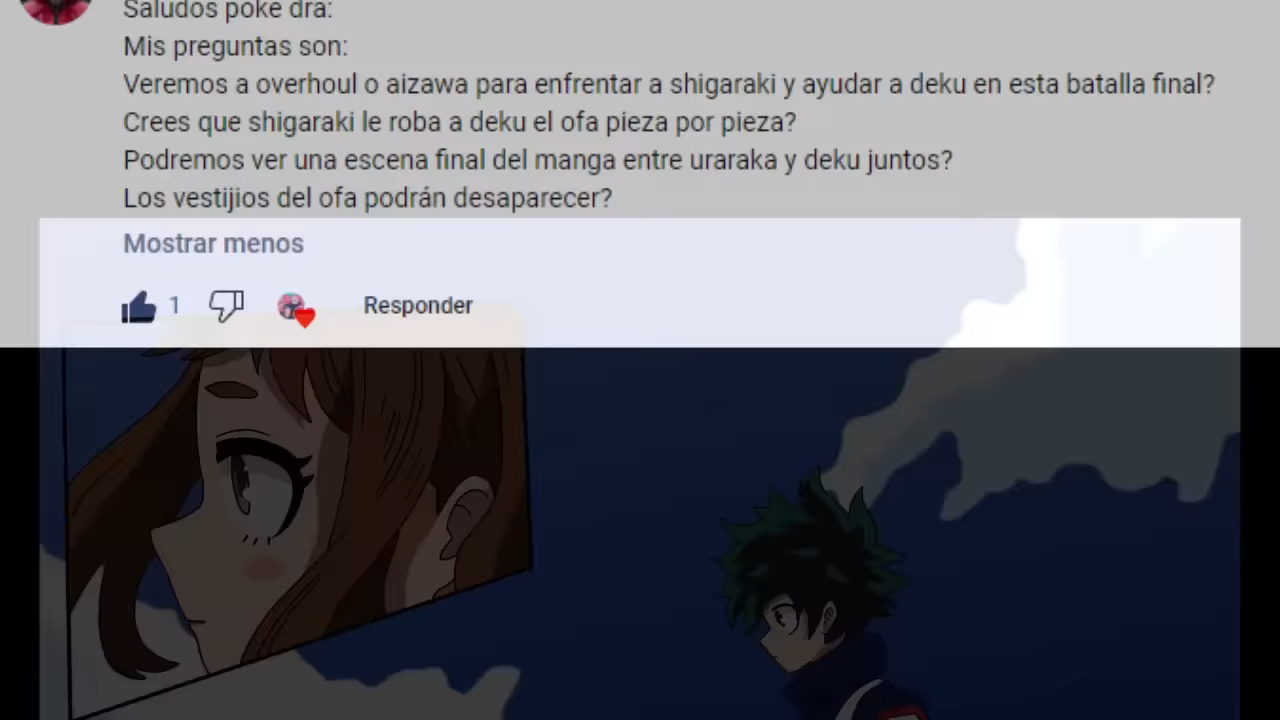 Saludos poke dra:
Mis preguntas son:
Veremos a overhoul o aizawa para enfrentar a shigaraki y ayudar a deku en esta batalla final?
Crees que shigaraki le roba a deku el ofa pieza por pieza?
Podremos ver una escena final del manga entre uraraka y deku juntos?
Los vestijios del ofa podrán desaparecer?
Mostrar menos
1 Responder